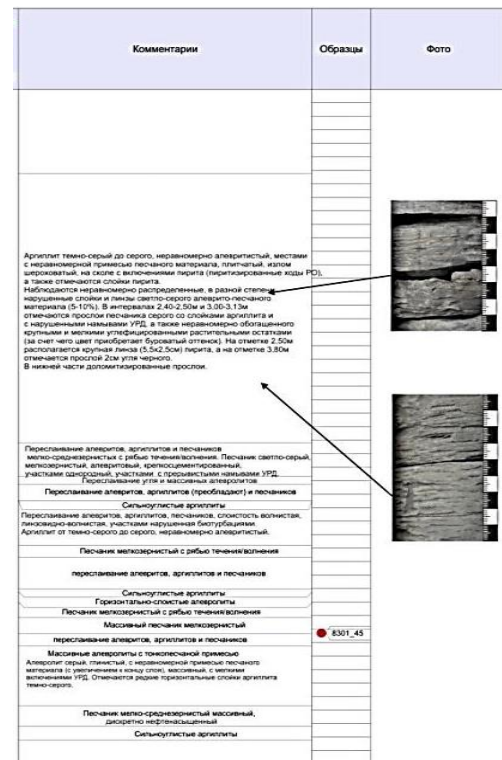 Комментарии
Образцы
Фото
Аргиллит темно-серый до серого, неравномерно алевритистый, местами
с неравномерной примесью песчаного материала, плитчатый, излом
шероховатый, на сколе с включениями пирита (пиритизированные ходы РО),
а также отмечаются слойки пирита.
Наблюдаются неравномерно распределенные, в разной степени
нарушенные слойки и линзы светло-серого алеврито-песчаного
материала (5-10%). В интервалах 2,40-2,50м и 3,00-3,13м
отмечаются прослои песчаника серого со слойками аргиллита и
с нарушенными намывами УРД, а также неравномерно обогащенного
крупными и мелкими углефицированными растительными остатками
(за счет чего цвет приобретает буроватый оттенок). На отметке 2,50м
располагается крупная линза (5,5х2,5см) пирита, а на отметке 3,80м
отмечается прослой 2см угля черного.
В нижней части доломитизированные прослои.
Переслаивание алевритов, аргиллитов и песчаников
мелко-среднезернистых с рябью течения/волнения. Песчаник светло-серый,
мелкозернистый, алевритовый, крепкосцементированный,
участками однородный, участками с прерывистыми намывами УРД.
Переслаивание угля и массивных алевролитов
Переслаивание алевритов, аргиллитов (преобладают) и песчаников
Сильноуглистые аргиллиты
Переслаивание алевритов, аргиллитов, песчаников, слоистость волнистая,
линзовидно-волнистая, участками нарушенная биотурбациями.
Аргиллит от темно-серого до серого, неравномерно алевритистый.
Песчаник мелкозернистый с рябью течения/волнения
переслаивание алевритов, аргиллитов и песчаников
Сильноуглистые аргиллиты
Горизонтально-слоистые алевролиты
Песчаник мелкозернистый с рябью течения/волнения
Массивный песчаник мелкозернистый
8301_45
переслаивание алевритов, аргиллитов и песчаников
Массивные алевролиты с тонкопесчаной примесью
Алевролит серый, глинистый, с неравномерной примесью песчаного
материала (с увеличением к концу слоя), массивный, с мелкими
включениями УРД. Отмечаются редкие горизонтальные слойки аргиллита
темно-серого.
Песчаник мелко-среднезернистый массивный,
дискретно нефтенасыщенный
Сильноуглистые аргиллиты